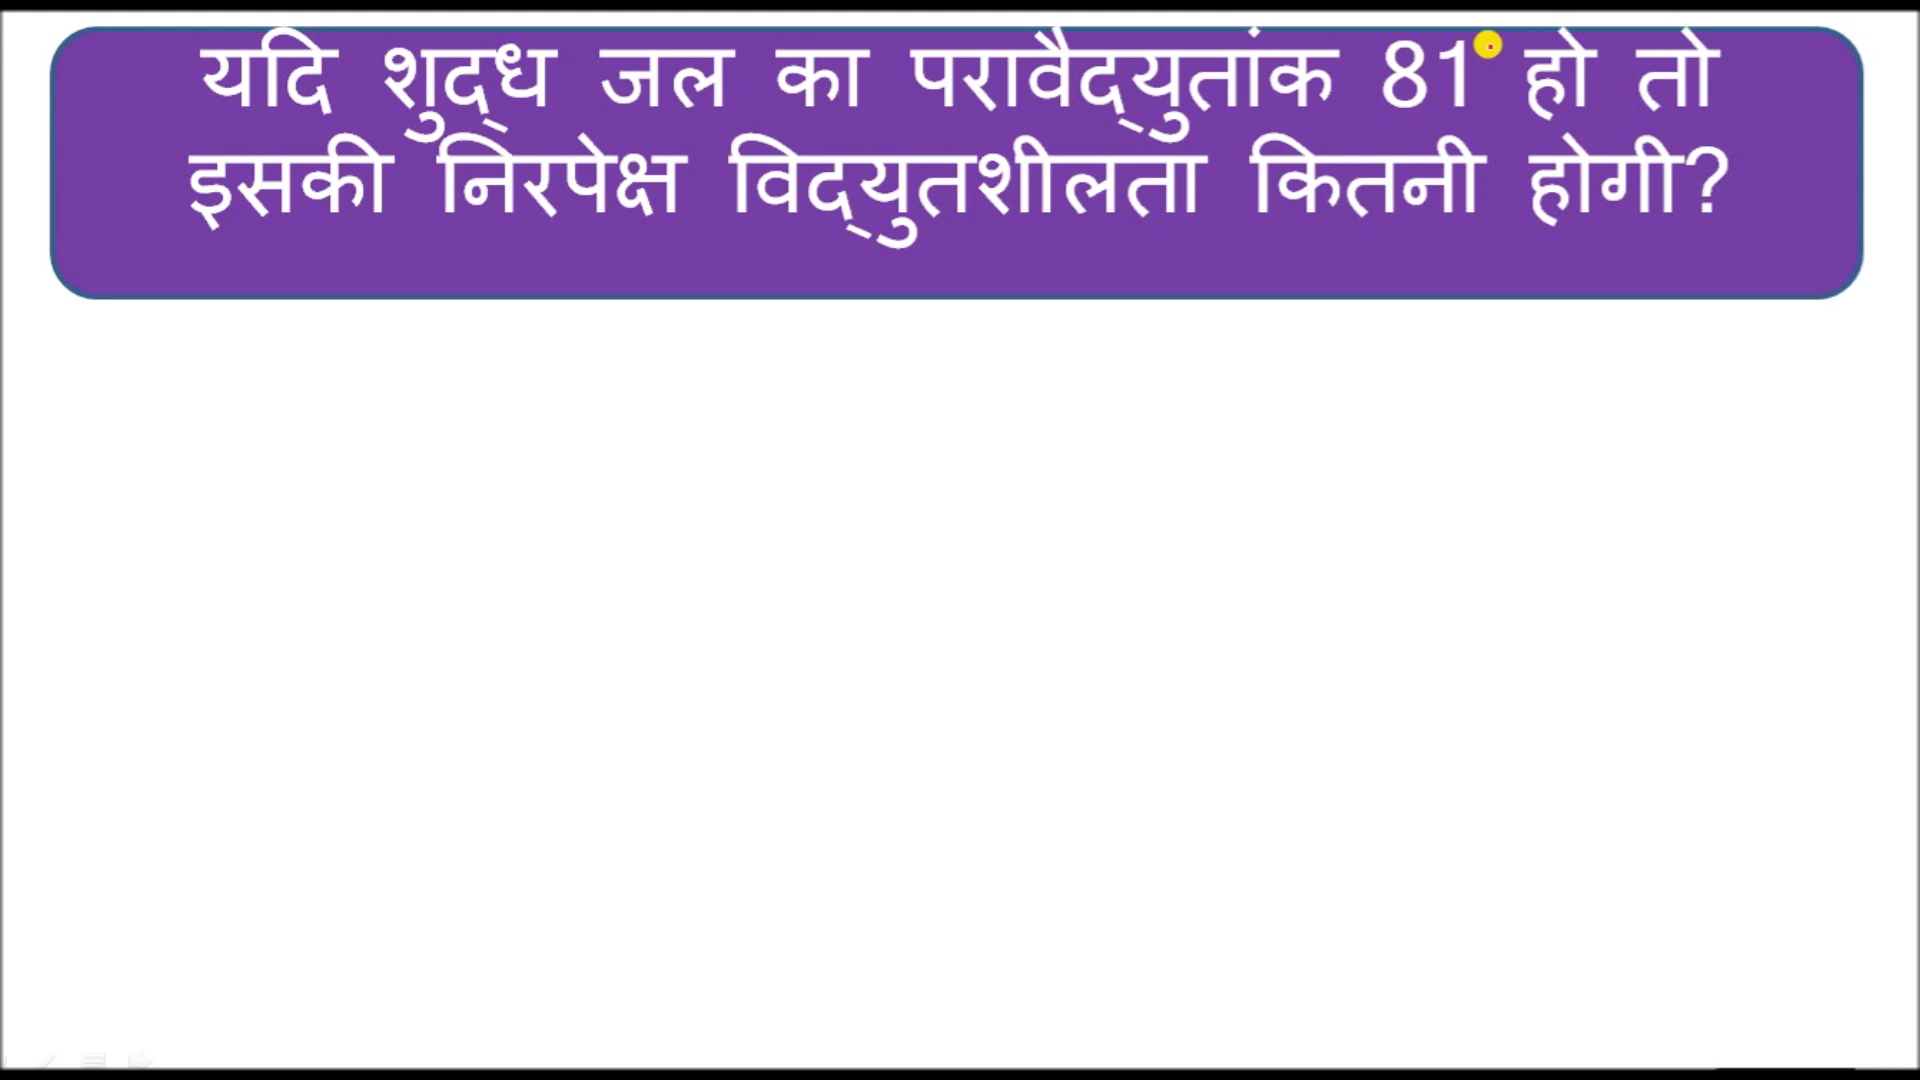 यदि शुद्ध जल का परावैद्युतांक 81 हो तो
इसकी निरपेक्ष विद्युतशीलता कितनी होगी?